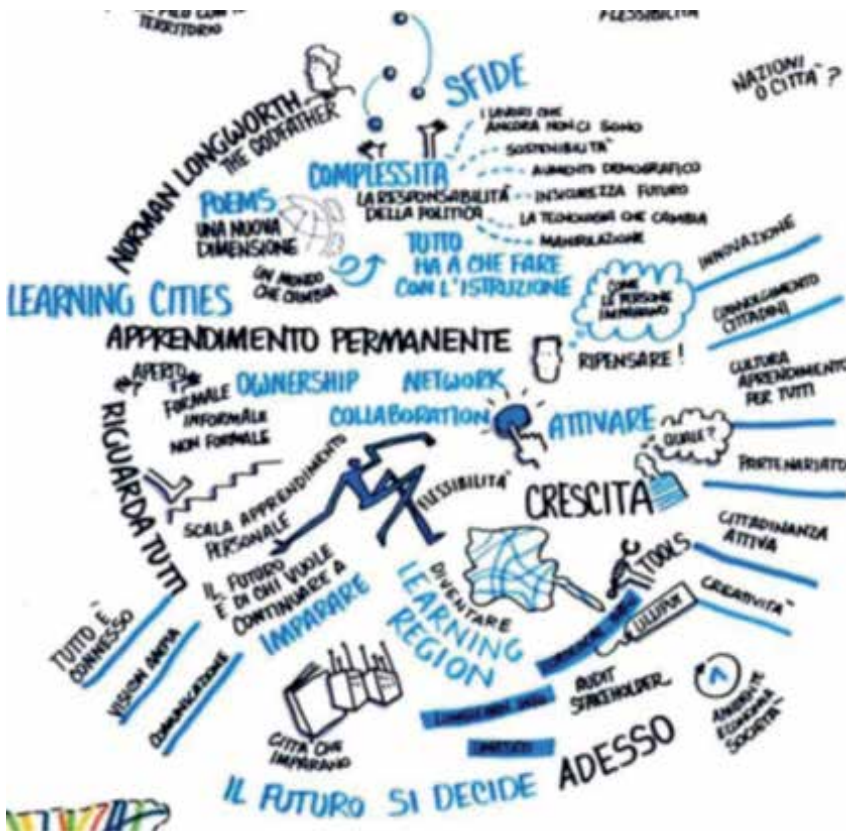 TERRITORIO
FLESSIBILITÀ
NAZIONI
O CITTÀ ?
NORMAN LONGWORTH
THE GODFATHER
SFIDE
I LAVORI CHE
ANCORA NON CI SONO
SOSTENIBILITÀ
AUMENTO DEMOGRAFICO
INSICUREZZA FUTURO
LA TECNOLOGIA CHE CAMBIA
MANIPOLAZIONE
COMPLESSITÀ
LA RESPONSABILITÀ
DELLA POLITICA
POEMS
UNA NUOVA
DIMENSIONE
UN MONDO
CHE CAMBIA
TUTTO
HA A CHE FARE
CON L'ISTRUZIONE
COME
LE PERSONE
IMPARANO
RIPENSARE !
LEARNING CITIES
APPRENDIMENTO PERMANENTE
INNOVAZIONE
COINVOLGIMENTO
CITTADINI
CULTURA
APRENDIMENTO
PER TUTTI
PARTENARIATO
CITTADINANZA
ATTIVA
CREATIVITÀ
APERTO
FORMALE
INFORMALE
NON FORMALE
OWNERSHIP
NETWORK
COLLABORATION
ATTIVARE
QUALE ?
CRESCITA
FLESSIBILITÀ
RIGUARDA TUTTI
SCALA APPRENDIMENTO
PERSONALE
IL FUTURO
È DI CHI VUOLE
CONTINUARE A
IMPARARE
DIVENTARE
LEARNING
REGION
TOOLS
LILLIPUT
AUDIT
STAKEHOLDER
AMBIENTE
ECONOMIA
SOCIETÀ
TUTTO È
CONNESSO
VISION AMPIA
COMUNICAZIONE
CITTÀ CHE
IMPARANO
IL FUTURO SI DECIDE ADESSO